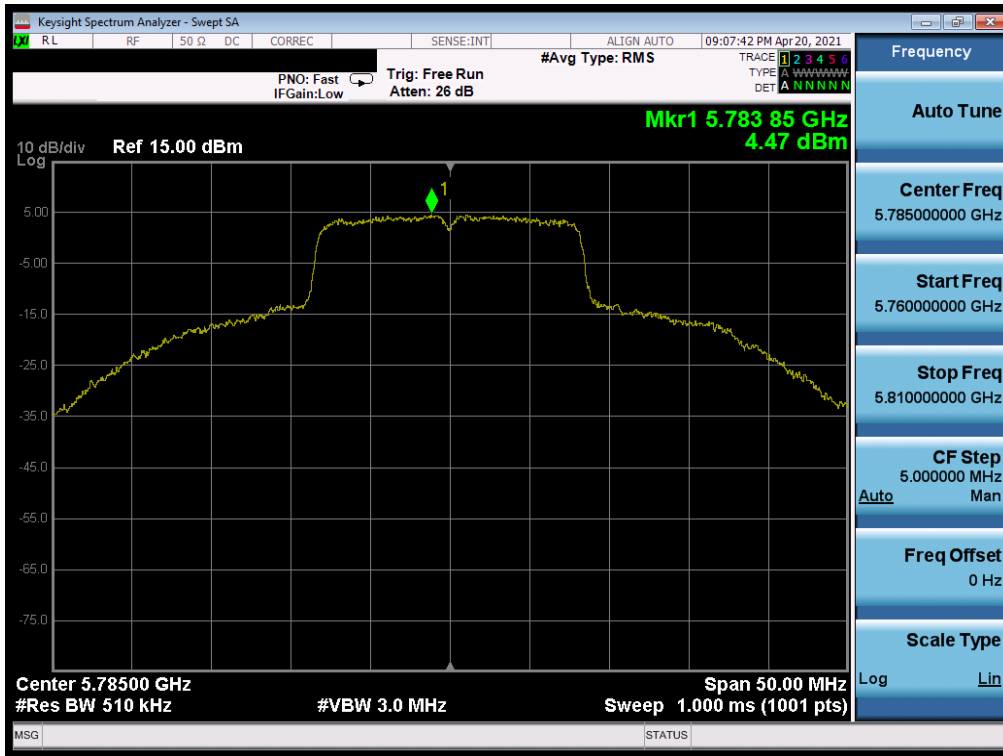 Keysight Spectrum Analyzer - Swept SA
LXI RL RF 50 Ω DC CORREC SENSE:INT ALIGN AUTO 09:07:42 PM Apr 20, 2021
#Avg Type: RMS TRACE 1 2 3 4 5 6
PNO: Fast Trig: Free Run TYPE A WWWWW
IFGain:Low Atten: 26 dB DET A N N N N N
Mkr1 5.783 85 GHz
4.47 dBm
10 dB/div Ref 15.00 dBm
Log
1
5.00
-5.00
-15.0
-25.0
-35.0
-45.0
-55.0
-65.0
-75.0
Center 5.78500 GHz Span 50.00 MHz
#Res BW 510 kHz #VBW 3.0 MHz Sweep 1.000 ms (1001 pts)
MSG STATUS
Frequency
Auto Tune
Center Freq
5.785000000 GHz
Start Freq
5.760000000 GHz
Stop Freq
5.810000000 GHz
CF Step
5.000000 MHz
Auto Man
Freq Offset
0 Hz
Scale Type
Log Lin